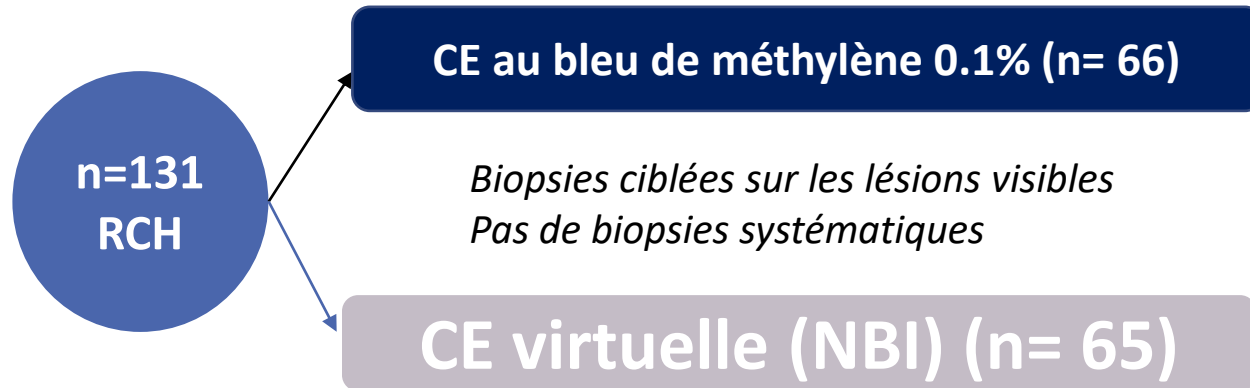 CE au bleu de méthylène 0.1% (n= 66)
n=131
RCH
Biopsies ciblées sur les lésions visibles
Pas de biopsies systématiques
CE virtuelle (NBI) (n= 65)